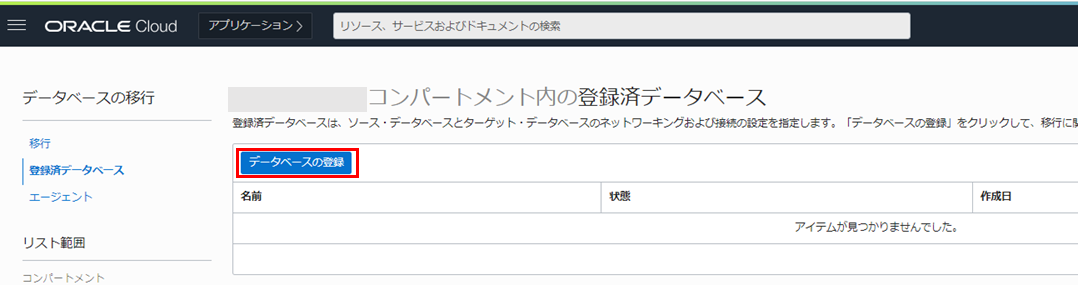 ORACLE Cloud
アプリケーション
リソース、サービスおよびドキュメントの検索
データベースの移行
移行
登録済データベース
エージェント
リスト範囲
コンパートメント
コンパートメント内の登録済データベース
登録済データベースは、ソース・データベースとターゲット・データベースのネットワーキングおよび接続の設定を指定します。「データベースの登録」をクリックして、移行に
データベースの登録
名前 状態 作成日
アイテムが見つかりませんでした。